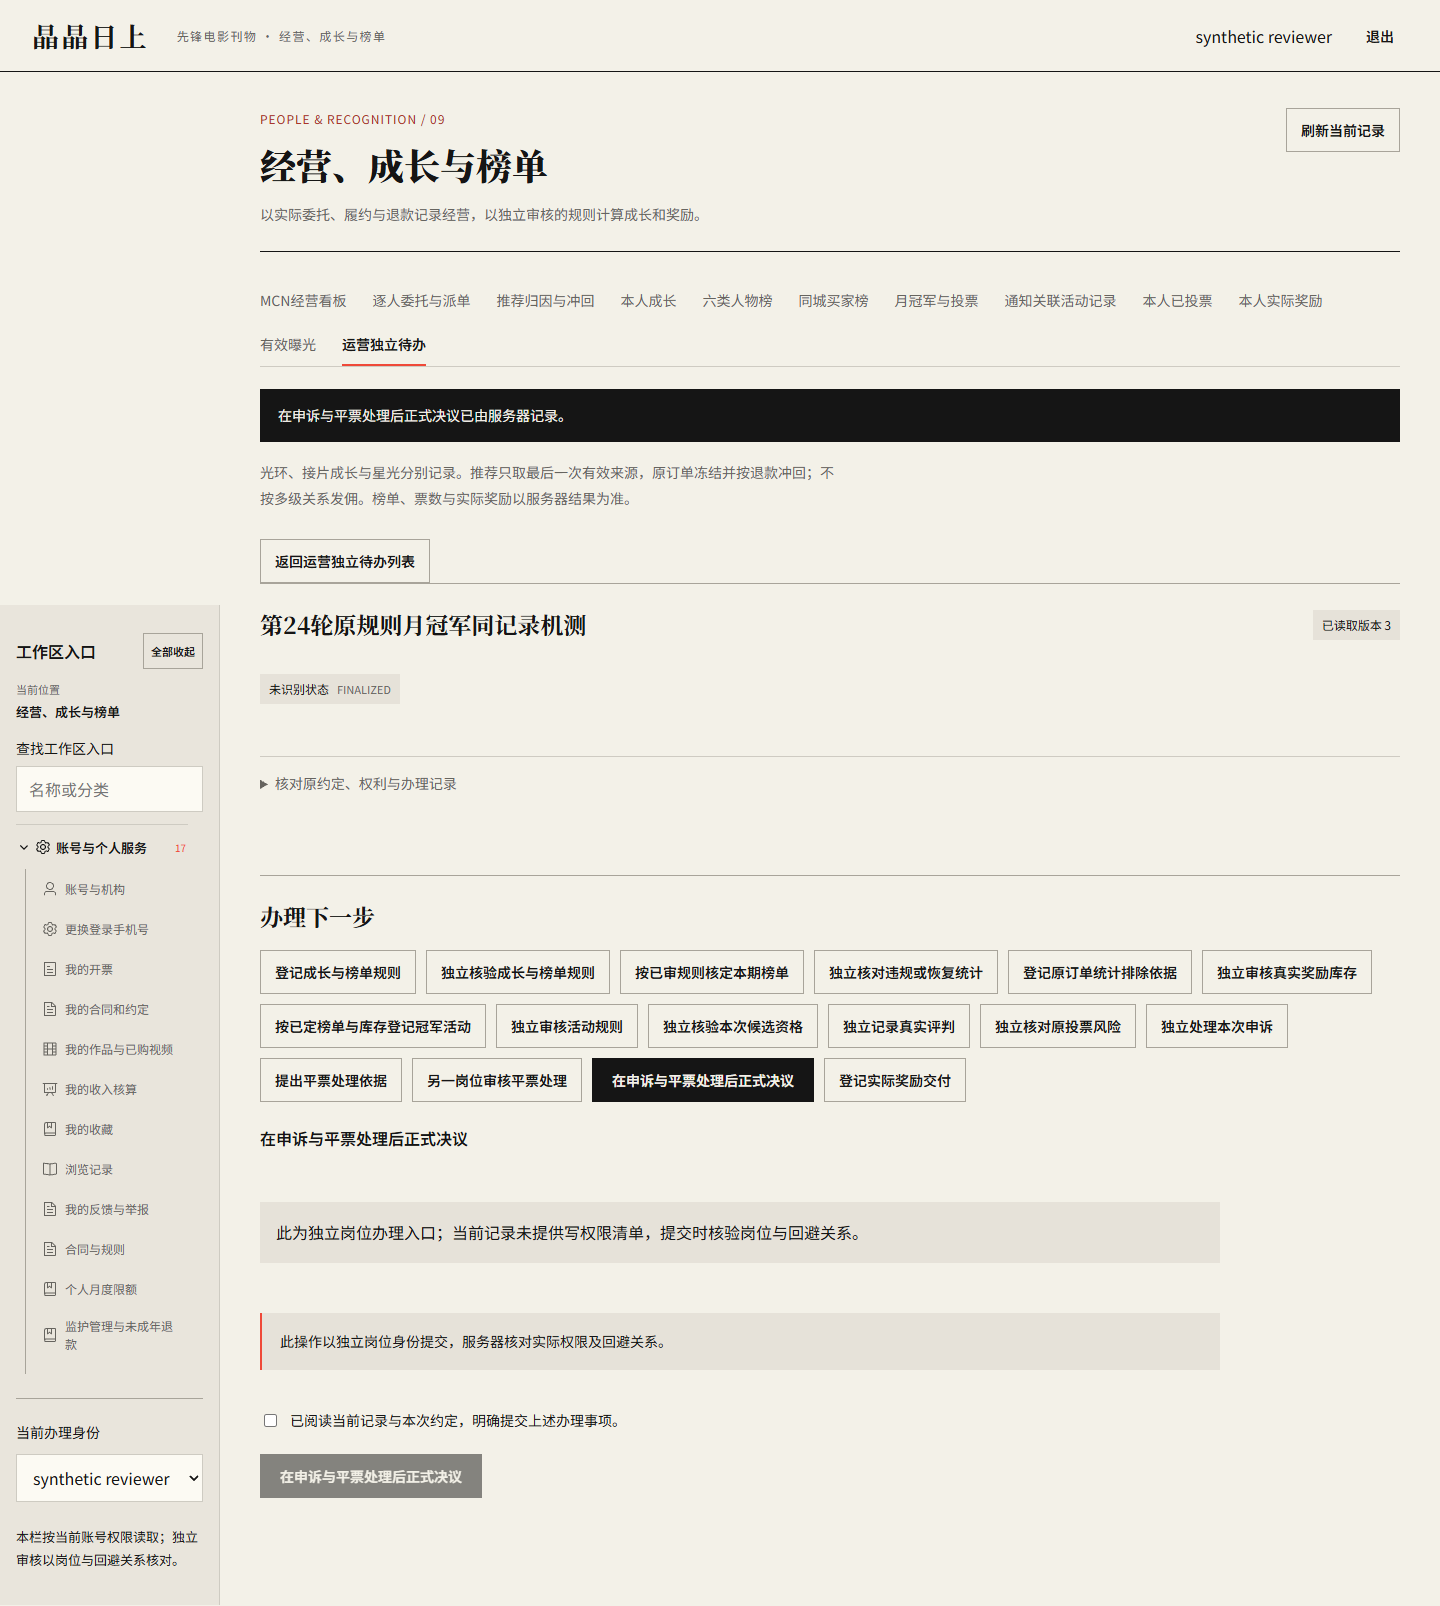 晶晶日上
先锋电影刊物 · 经营、成长与榜单
synthetic reviewer
退出
PEOPLE & RECOGNITION / 09
刷新当前记录
经营、成长与榜单
以实际委托、履约与退款记录经营，以独立审核的规则计算成长和奖励。
MCN经营看板 逐人委托与派单 推荐归因与冲回 本人成长 六类人物榜 同城买家榜 月冠军与投票 通知关联活动记录 本人已投票 本人实际奖励
有效曝光 运营独立待办
在申诉与平票处理后正式决议已由服务器记录。
光环、接片成长与星光分别记录。推荐只取最后一次有效来源，原订单冻结并按退款冲回；不
按多级关系发佣。榜单、票数与实际奖励以服务器结果为准。
返回运营独立待办列表
第24轮原规则月冠军同记录机测
已读取版本 3
未识别状态 FINALIZED
核对原约定、权利与办理记录
办理下一步
登记成长与榜单规则 独立核验成长与榜单规则 按已审规则核定本期榜单 独立核对违规或恢复统计 登记原订单统计排除依据 独立审核真实奖励库存
按已定榜单与库存登记冠军活动 独立审核活动规则 独立核验本次候选资格 独立记录真实评判 独立核对原投票风险 独立处理本次申诉
提出平票处理依据 另一岗位审核平票处理 在申诉与平票处理后正式决议 登记实际奖励交付
在申诉与平票处理后正式决议
此为独立岗位办理入口；当前记录未提供写权限清单，提交时核验岗位与回避关系。
此操作以独立岗位身份提交，服务器核对实际权限及回避关系。
已阅读当前记录与本次约定，明确提交上述办理事项。
在申诉与平票处理后正式决议
工作区入口
全部收起
当前位置
经营、成长与榜单
查找工作区入口
名称或分类
账号与个人服务 17
账号与机构
更换登录手机号
我的开票
我的合同和约定
我的作品与已购视频
我的收入核算
我的收藏
浏览记录
我的反馈与举报
合同与规则
个人月度限额
监护管理与未成年退
款
当前办理身份
synthetic reviewer
本栏按当前账号权限读取；独立
审核以岗位与回避关系核对。